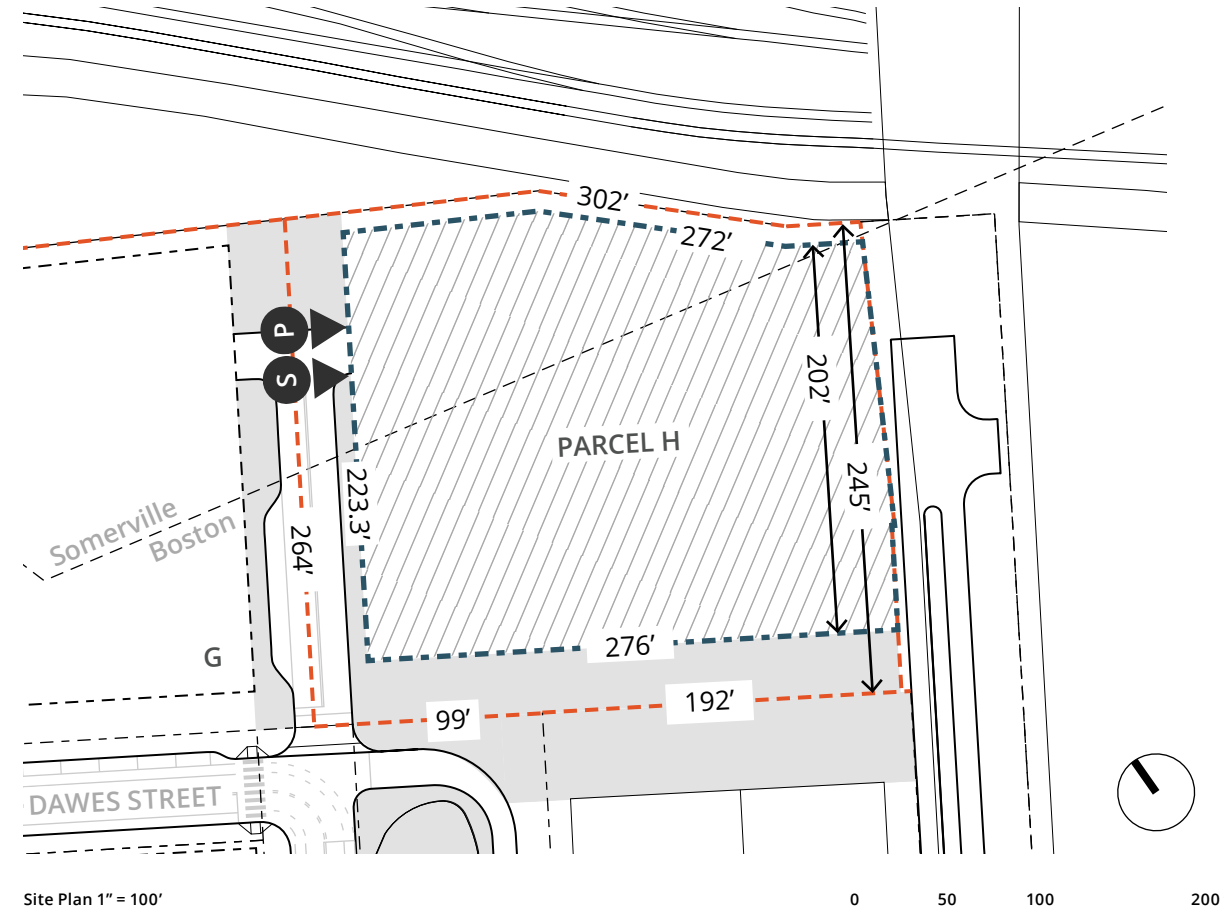 302’
272’
P
S
202’
PARCEL H
245’
223.3’
Somerville
Boston
264’
G
276’
192’
99’
DAWES STREET
Site Plan 1” = 100’
0 50 100 200